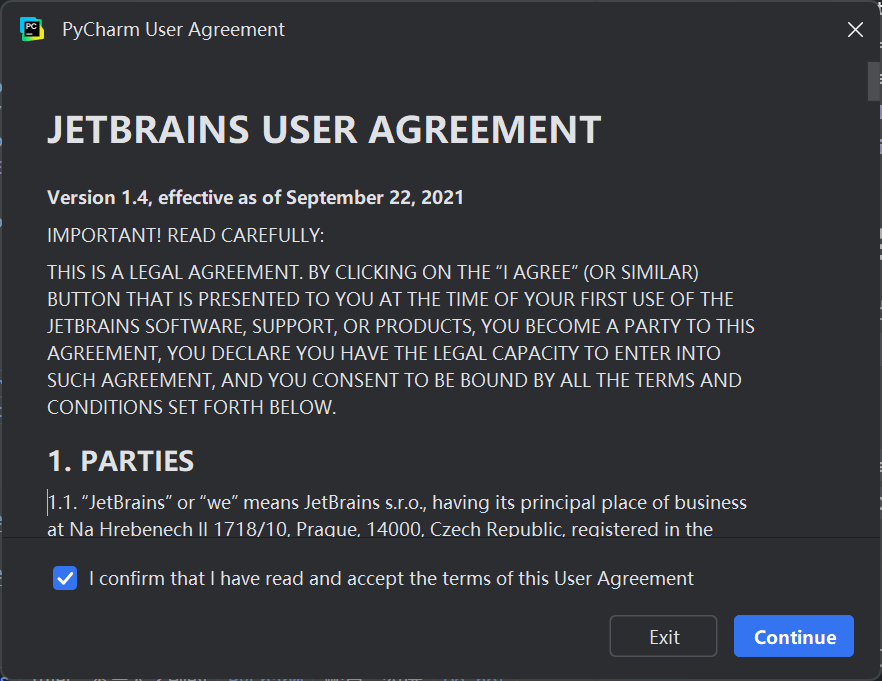 PC
PyCharm User Agreement
JETBRAINS USER AGREEMENT
Version 1.4, effective as of September 22, 2021
IMPORTANT! READ CAREFULLY:
THIS IS A LEGAL AGREEMENT. BY CLICKING ON THE “I AGREE” (OR SIMILAR)
BUTTON THAT IS PRESENTED TO YOU AT THE TIME OF YOUR FIRST USE OF THE
JETBRAINS SOFTWARE, SUPPORT, OR PRODUCTS, YOU BECOME A PARTY TO THIS
AGREEMENT, YOU DECLARE YOU HAVE THE LEGAL CAPACITY TO ENTER INTO
SUCH AGREEMENT, AND YOU CONSENT TO BE BOUND BY ALL THE TERMS AND
CONDITIONS SET FORTH BELOW.
1. PARTIES
1.1. “JetBrains” or “we” means JetBrains s.r.o., having its principal place of business
at Na Hrebenech II 1718/10, Prague, 14000, Czech Republic, registered in the
I confirm that I have read and accept the terms of this User Agreement
Exit
Continue